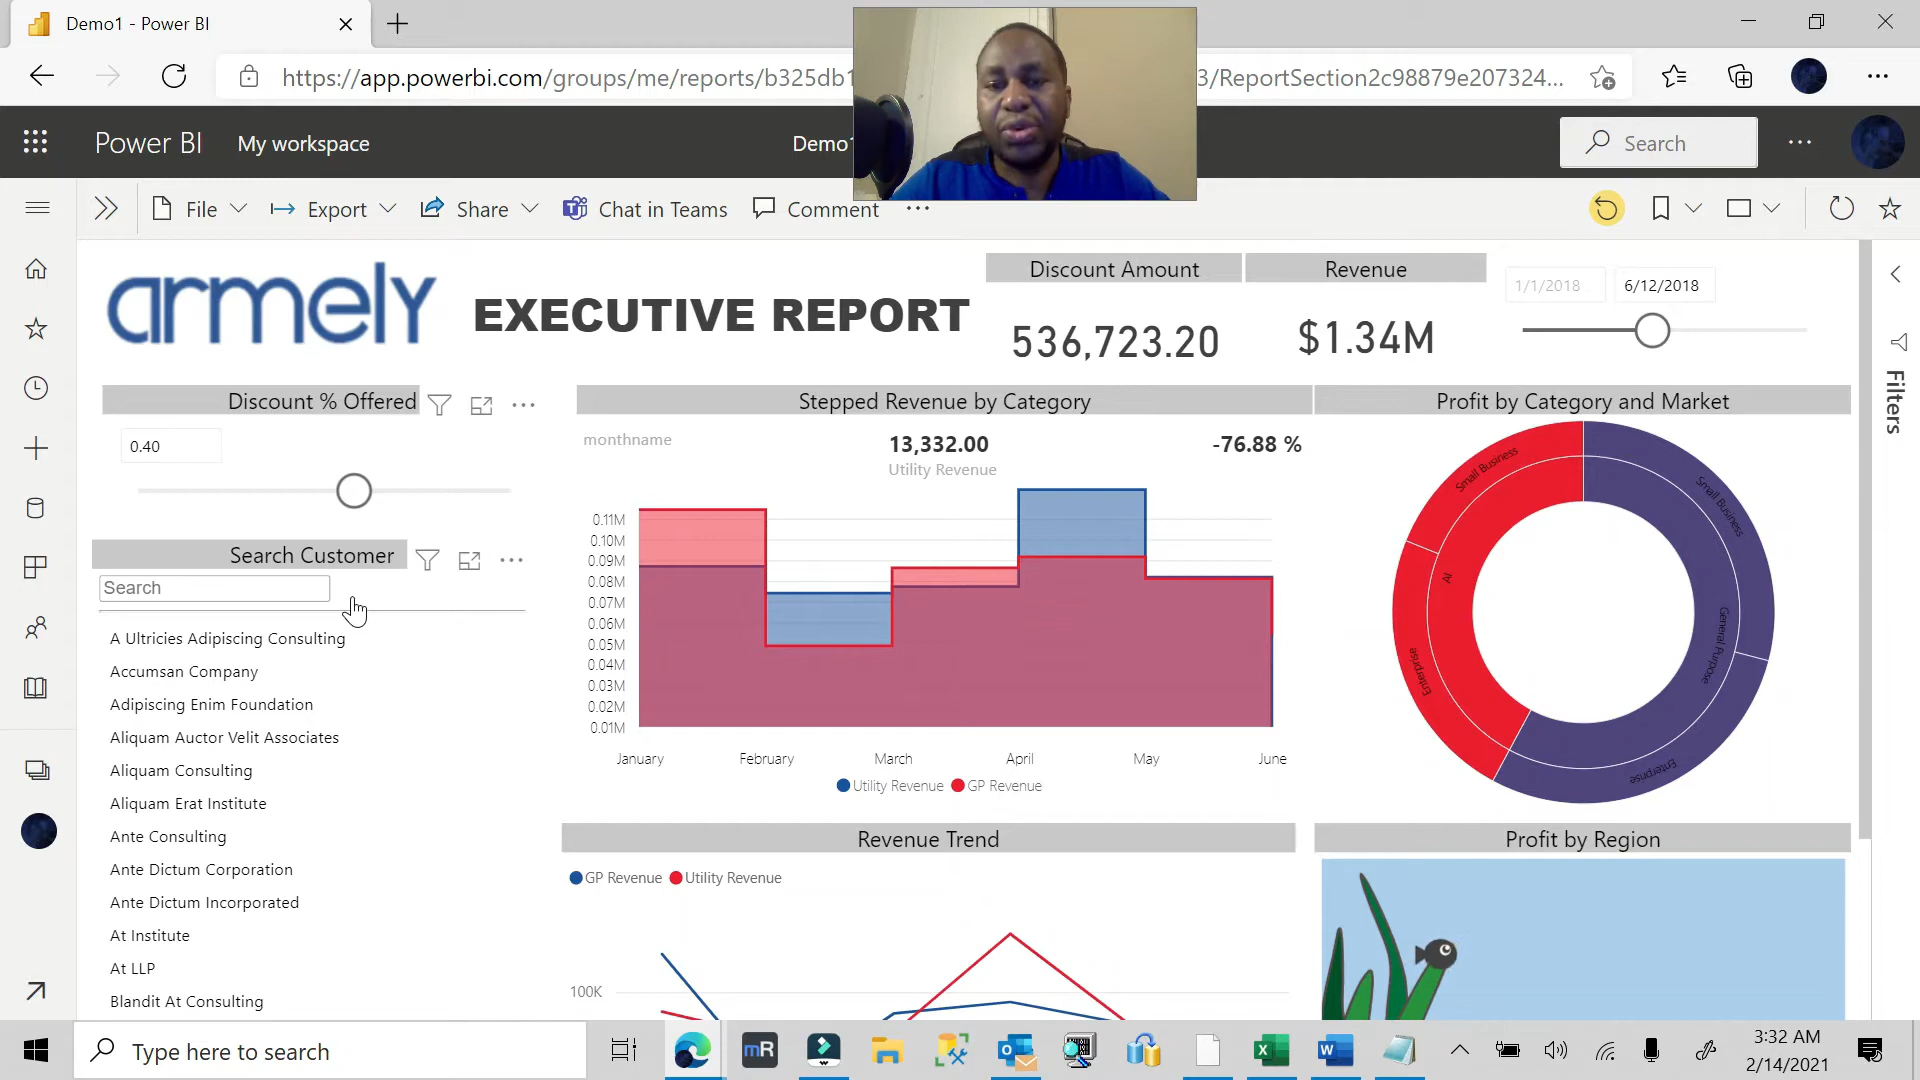 Demo1 - Power BI
https://app.powerbi.com/groups/me/reports/b325db1
3/ReportSection2c98879e207324...
Power BI
My workspace
Demo1
Search
File
Export
Share
Chat in Teams
Comment
armely
EXECUTIVE REPORT
Discount Amount
536,723.20
Revenue
$1.34M
1/1/2018
6/12/2018
Filters
Discount % Offered
0.40
Search Customer
Search
A Ultricies Adipiscing Consulting
Accumsan Company
Adipiscing Enim Foundation
Aliquam Auctor Velit Associates
Aliquam Consulting
Aliquam Erat Institute
Ante Consulting
Ante Dictum Corporation
Ante Dictum Incorporated
At Institute
At LLP
Blandit At Consulting
Stepped Revenue by Category
monthname
13,332.00
Utility Revenue
-76.88 %
0.11M
0.10M
0.09M
0.08M
0.07M
0.06M
0.05M
0.04M
0.03M
0.02M
0.01M
January February March April May June
Utility Revenue GP Revenue
Profit by Category and Market
Small Business
Small Business
AI
General Purpose
Enterprise
Enterprise
Revenue Trend
GP Revenue Utility Revenue
100K
Profit by Region
Type here to search
mR
3:32 AM
2/14/2021